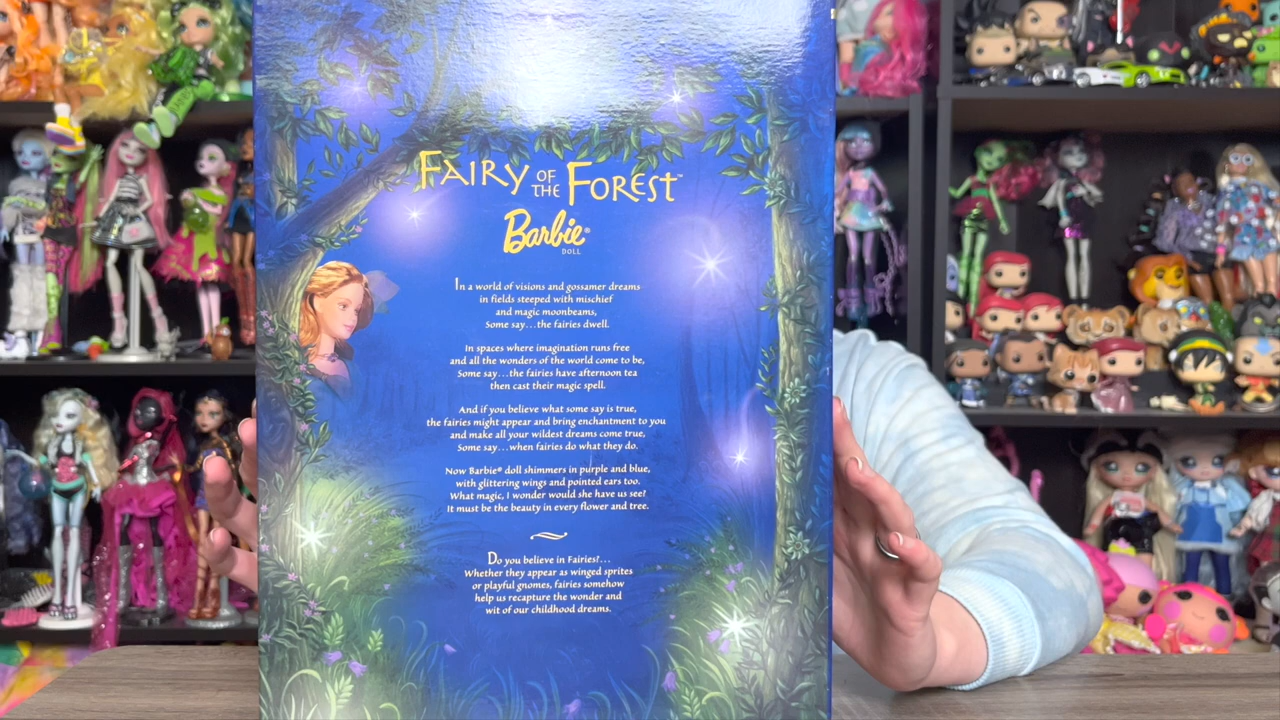 FAIRY OF THE FOREST™
Barbie®
DOLL
In a world of visions and gossamer dreams
in fields steeped with mischief
and magic moonbeams,
Some say...the fairies dwell.
In spaces where imagination runs free
and all the wonders of the world come to be,
Some say...the fairies have afternoon tea
then cast their magic spell.
And if you believe what some say is true,
the fairies might appear and bring enchantment to you
and make all your wildest dreams come true,
Some say...when fairies do what they do.
Now Barbie® doll shimmers in purple and blue,
with glittering wings and pointed ears too.
What magic, I wonder would she have us see?
It must be the beauty in every flower and tree.
Do you believe in Fairies?...
Whether they appear as winged sprites
or playful gnomes, fairies somehow
help us recapture the wonder and
wit of our childhood dreams.